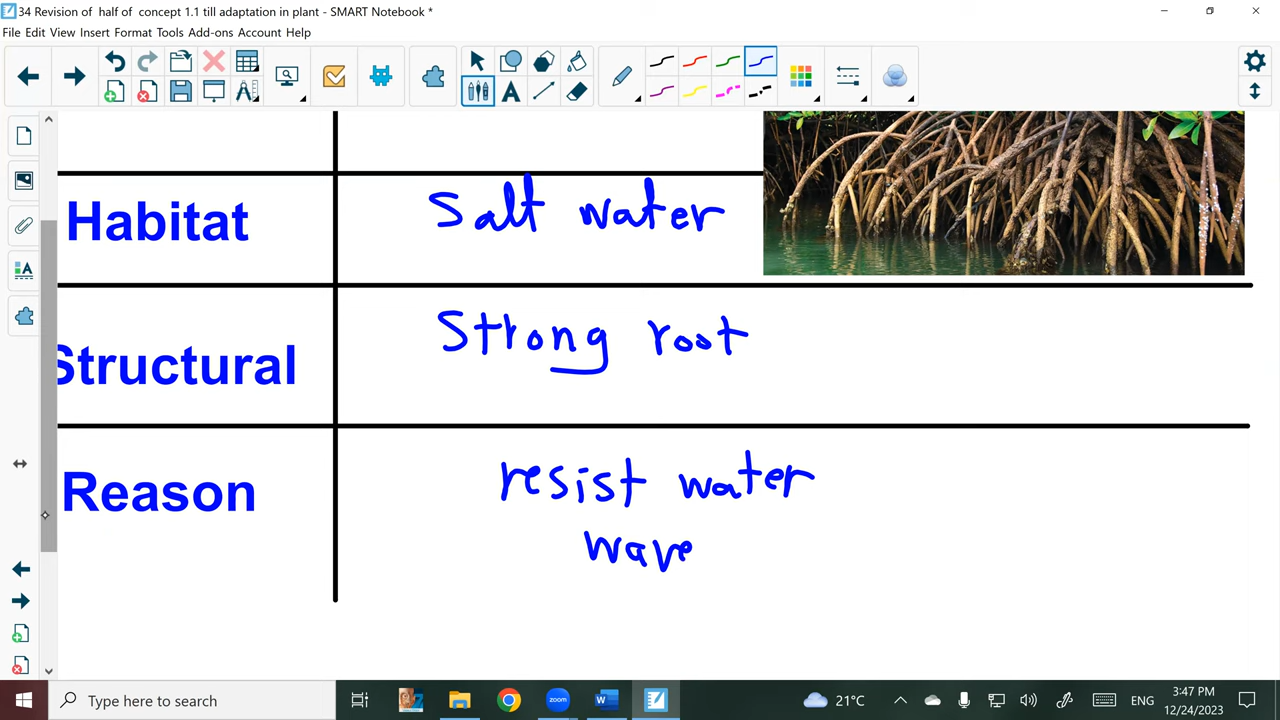 34 Revision of half of concept 1.1 till adaptation in plant - SMART Notebook *
File Edit View Insert Format Tools Add-ons Account Help
Habitat
Salt water
Structural
Strong root
Reason
resist water
wave
Type here to search
21°C
ENG
3:47 PM
12/24/2023